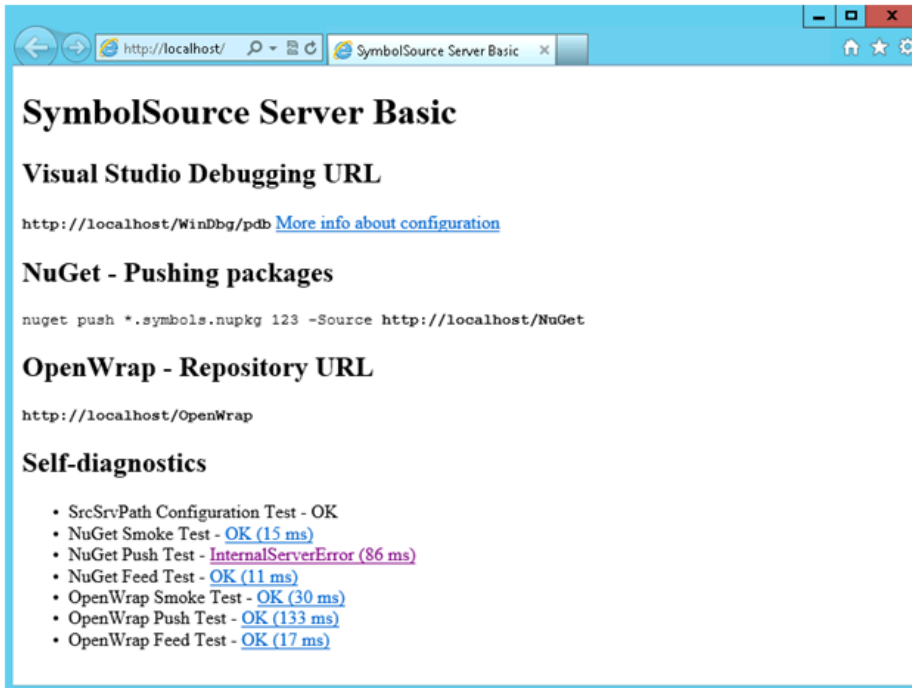 http://localhost/
SymbolSource Server Basic
SymbolSource Server Basic
Visual Studio Debugging URL
http://localhost/WinDbg/pdb More info about configuration
NuGet - Pushing packages
nuget push *.symbols.nupkg 123 -Source http://localhost/NuGet
OpenWrap - Repository URL
http://localhost/OpenWrap
Self-diagnostics
• SrcSrvPath Configuration Test - OK
• NuGet Smoke Test - OK (15 ms)
• NuGet Push Test - InternalServerError (86 ms)
• NuGet Feed Test - OK (11 ms)
• OpenWrap Smoke Test - OK (30 ms)
• OpenWrap Push Test - OK (133 ms)
• OpenWrap Feed Test - OK (17 ms)